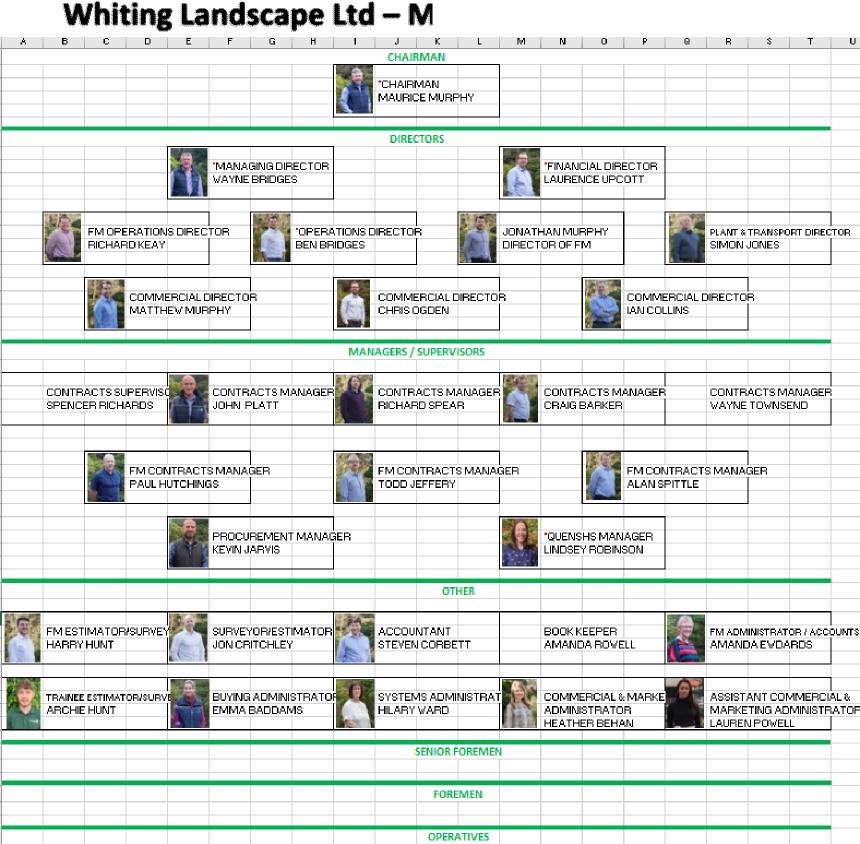 Whiting Landscape Ltd – M
A B C D E F G H I J K L M N O P Q R S T U
CHAIRMAN
*CHAIRMAN
MAURICE MURPHY
DIRECTORS
*MANAGING DIRECTOR
WAYNE BRIDGES
*FINANCIAL DIRECTOR
LAURENCE UPCOTT
FM OPERATIONS DIRECTOR
RICHARD KEAY
*OPERATIONS DIRECTOR
BEN BRIDGES
JONATHAN MURPHY
DIRECTOR OF FM
PLANT & TRANSPORT DIRECTOR
SIMON JONES
COMMERCIAL DIRECTOR
MATTHEW MURPHY
COMMERCIAL DIRECTOR
CHRIS OGDEN
COMMERCIAL DIRECTOR
IAN COLLINS
MANAGERS / SUPERVISORS
CONTRACTS SUPERVISO
SPENCER RICHARDS
CONTRACTS MANAGER
JOHN PLATT
CONTRACTS MANAGER
RICHARD SPEAR
CONTRACTS MANAGER
CRAIG BARKER
CONTRACTS MANAGER
WAYNE TOWNSEND
FM CONTRACTS MANAGER
PAUL HUTCHINGS
FM CONTRACTS MANAGER
TODD JEFFERY
FM CONTRACTS MANAGER
ALAN SPITTLE
PROCUREMENT MANAGER
KEVIN JARVIS
*QUENSHS MANAGER
LINDSEY ROBINSON
OTHER
FM ESTIMATOR/SURVEY
HARRY HUNT
SURVEYOR/ESTIMATOR
JON CRITCHLEY
ACCOUNTANT
STEVEN CORBETT
BOOK KEEPER
AMANDA ROWELL
FM ADMINISTRATOR / ACCOUNTS
AMANDA EWDARDS
TRAINEE ESTIMATOR/SURVE
ARCHIE HUNT
BUYING ADMINISTRATOR
EMMA BADDAMS
SYSTEMS ADMINISTRAT
HILARY WARD
COMMERCIAL & MARKE
ADMINISTRATOR
HEATHER BEHAN
ASSISTANT COMMERCIAL &
MARKETING ADMINISTRATOR
LAUREN POWELL
SENIOR FOREMEN
FOREMEN
OPERATIVES